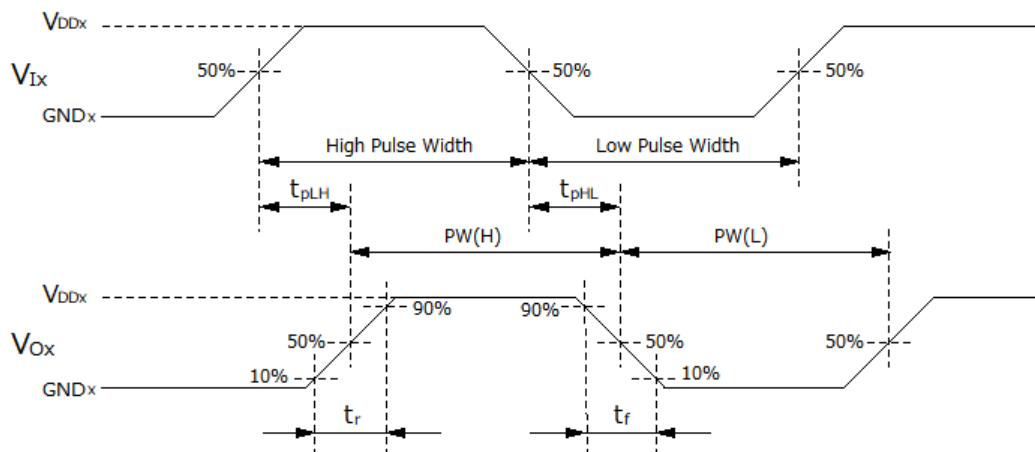 VDDx
50%
50%
50%
VIx
GNDx
High Pulse Width
Low Pulse Width
tpLH
tpHL
PW(H)
PW(L)
VDDx
90%
90%
50%
50%
50%
VOx
10%
10%
GNDx
tr
tf